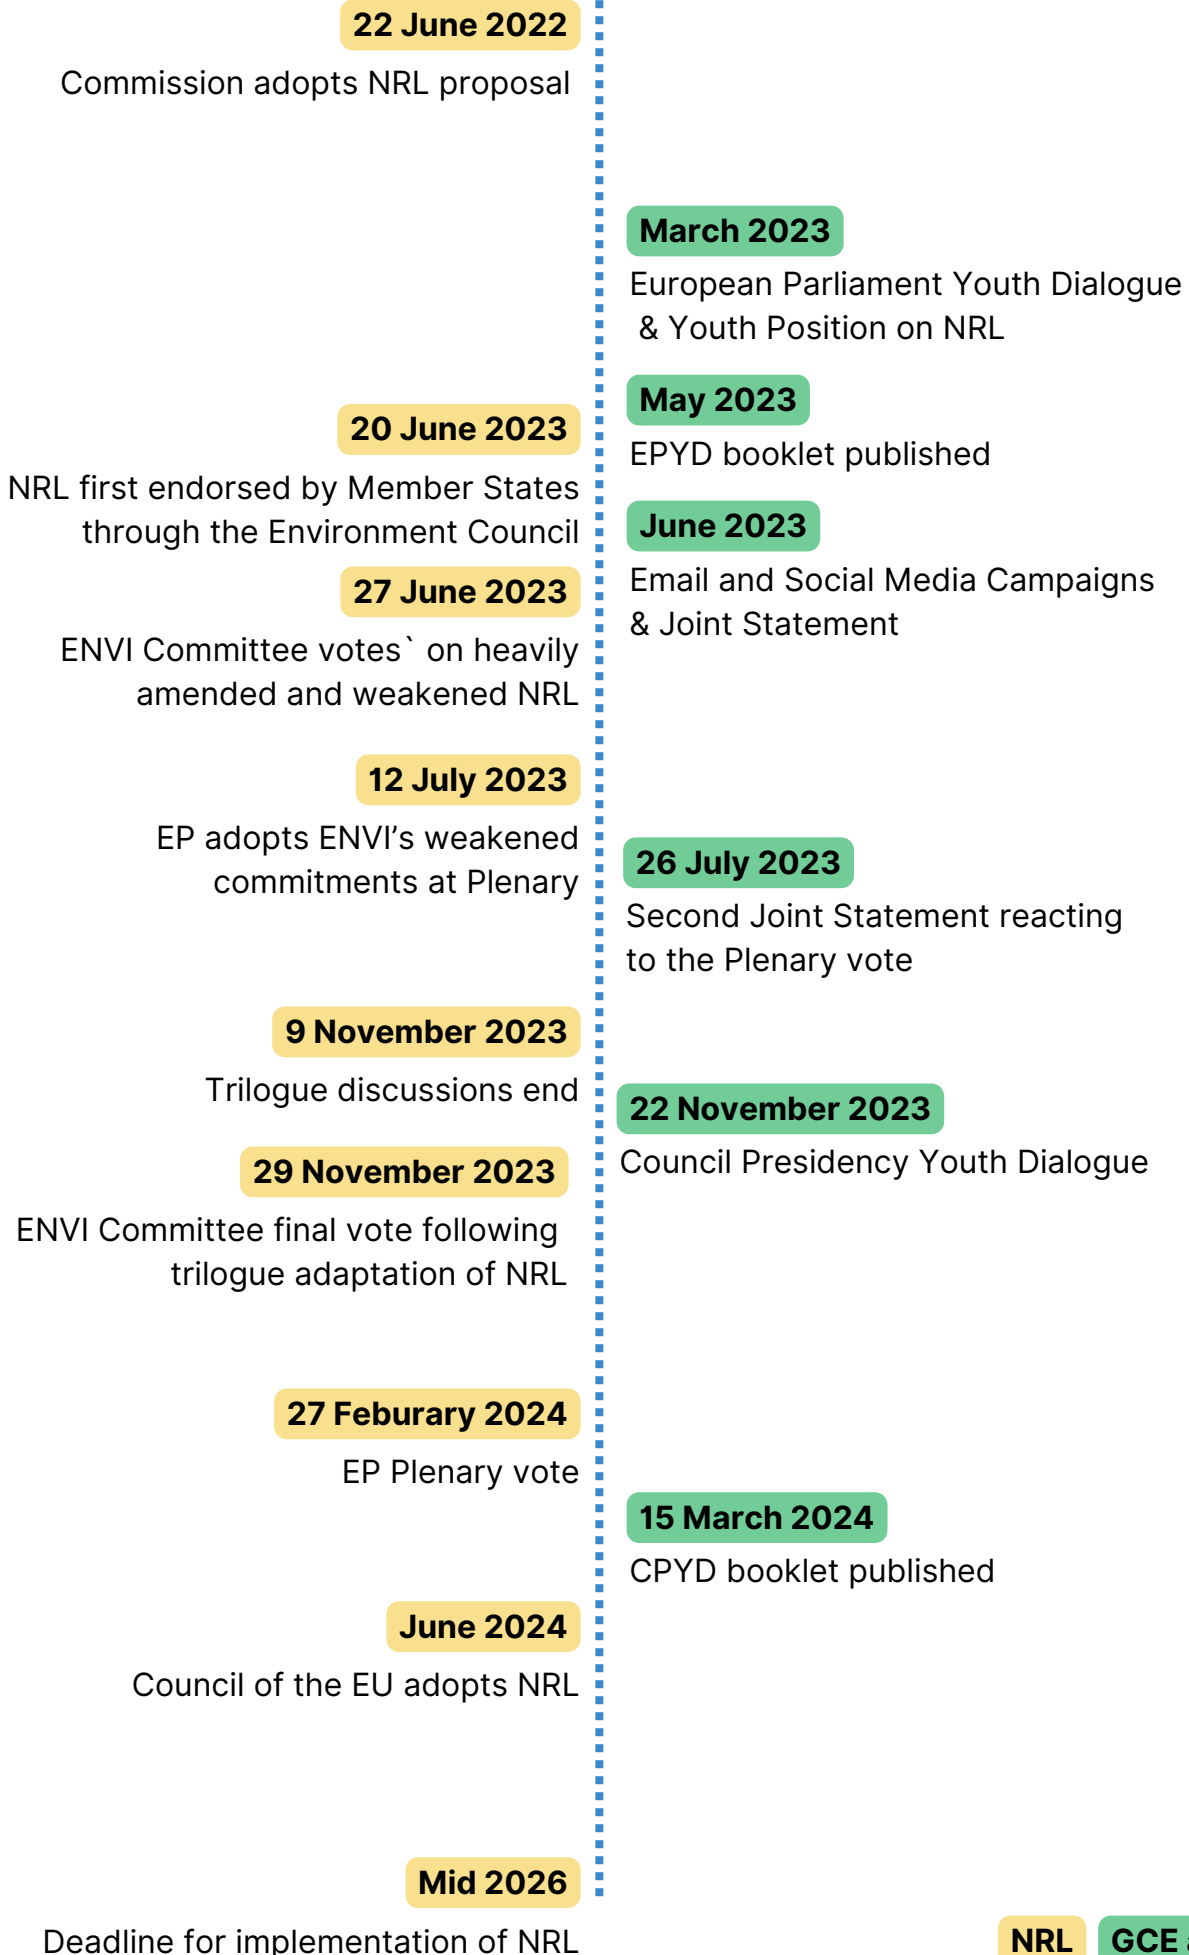 22 June 2022
Commission adopts NRL proposal
March 2023
European Parliament Youth Dialogue
& Youth Position on NRL
May 2023
EPYD booklet published
20 June 2023
NRL first endorsed by Member States
through the Environment Council
June 2023
Email and Social Media Campaigns
& Joint Statement
27 June 2023
ENVI Committee votes` on heavily
amended and weakened NRL
12 July 2023
EP adopts ENVI’s weakened
commitments at Plenary
26 July 2023
Second Joint Statement reacting
to the Plenary vote
9 November 2023
Trilogue discussions end
22 November 2023
Council Presidency Youth Dialogue
29 November 2023
ENVI Committee final vote following
trilogue adaptation of NRL
27 Feburary 2024
EP Plenary vote
15 March 2024
CPYD booklet published
June 2024
Council of the EU adopts NRL
Mid 2026
Deadline for implementation of NRL
NRL
GCE